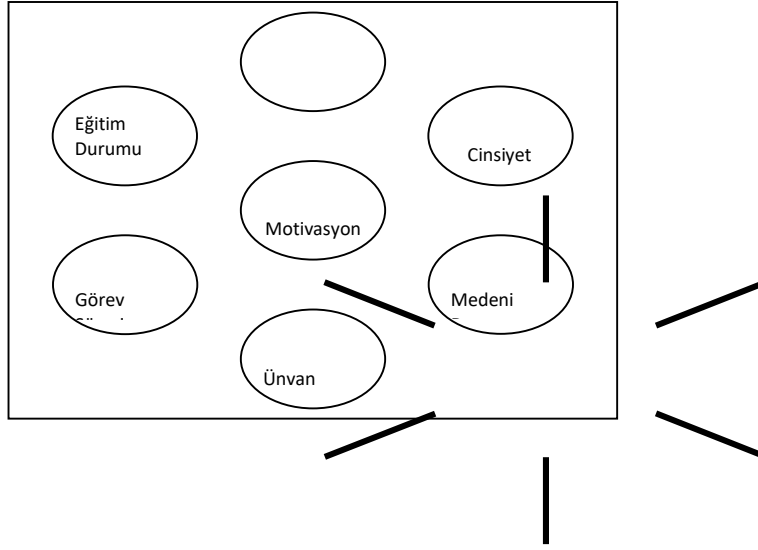 Eğitim
Durumu
Cinsiyet
Motivasyon
Görev
Medeni
Ünvan